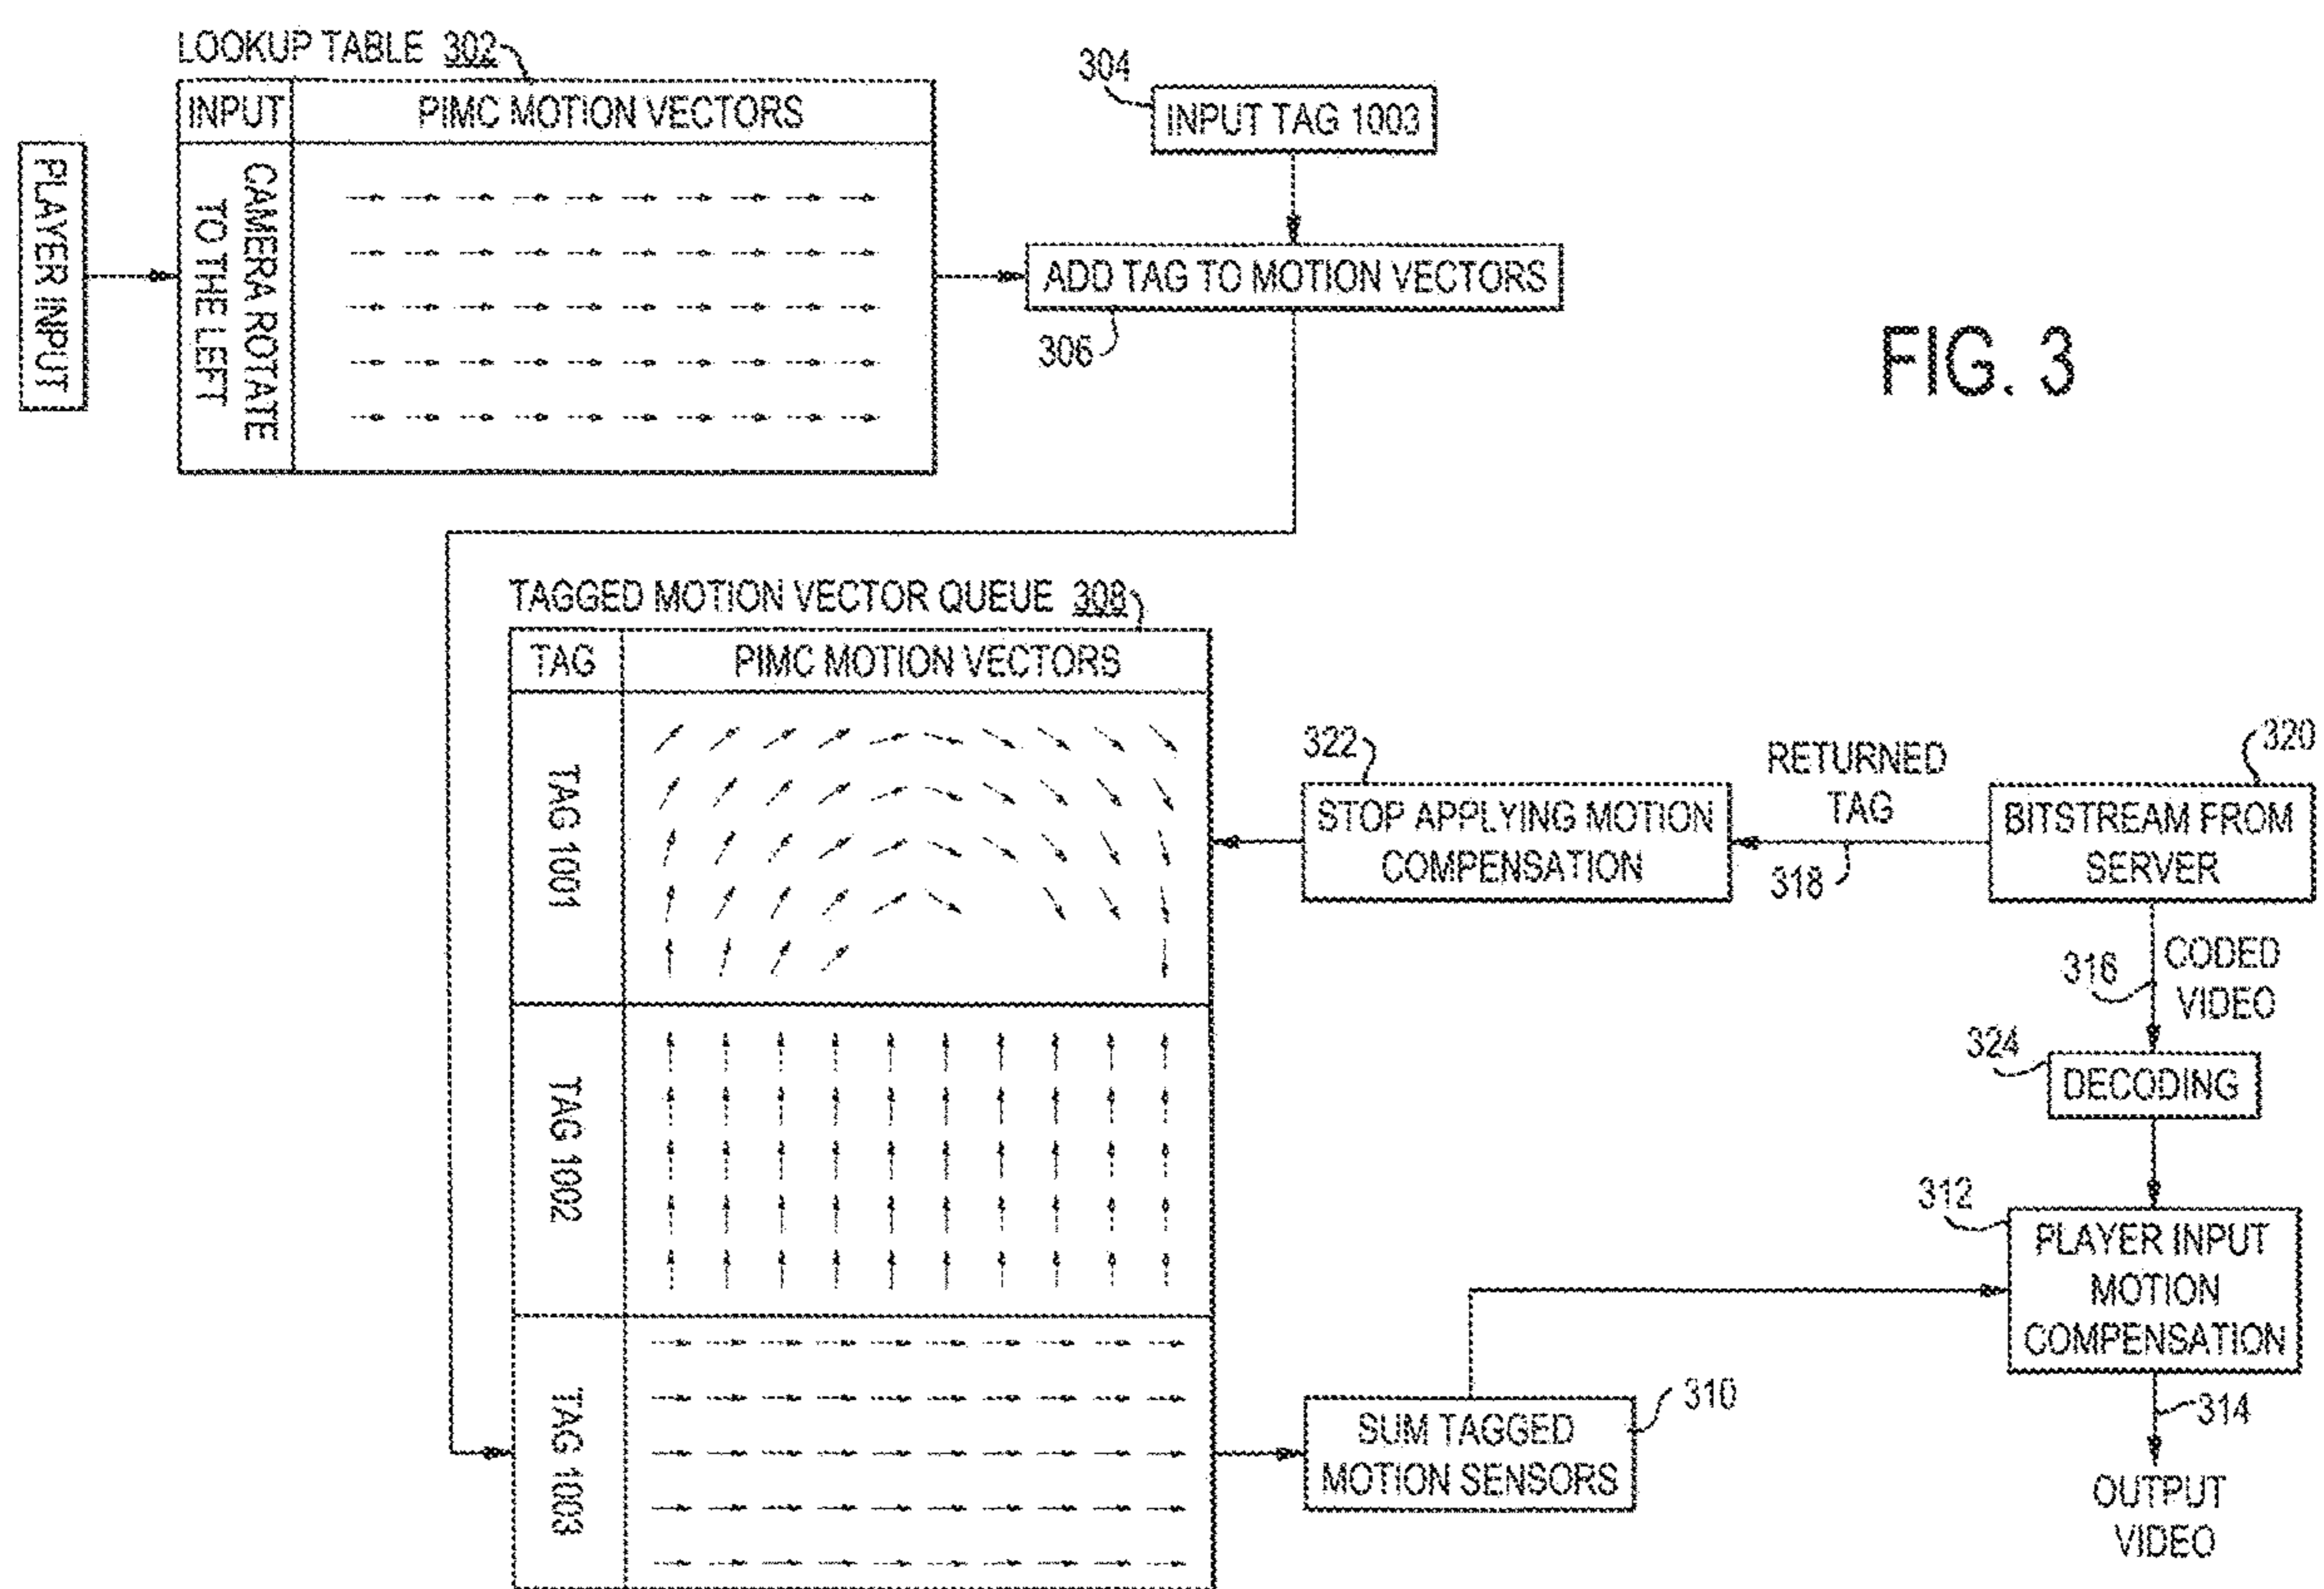 LOOKUP TABLE 302
INPUT
PIMC MOTION VECTORS
PLAYER INPUT
CAMERA ROTATE
TO THE LEFT
304
INPUT TAG 1003
ADD TAG TO MOTION VECTORS
306
FIG. 3
TAGGED MOTION VECTOR QUEUE 308
TAG
PIMC MOTION VECTORS
TAG 1001
TAG 1002
TAG 1003
322
STOP APPLYING MOTION
COMPENSATION
RETURNED
TAG
318
320
BITSTREAM FROM
SERVER
316
CODED
VIDEO
324
DECODING
312
PLAYER INPUT
MOTION
COMPENSATION
310
SUM TAGGED
MOTION SENSORS
314
OUTPUT
VIDEO